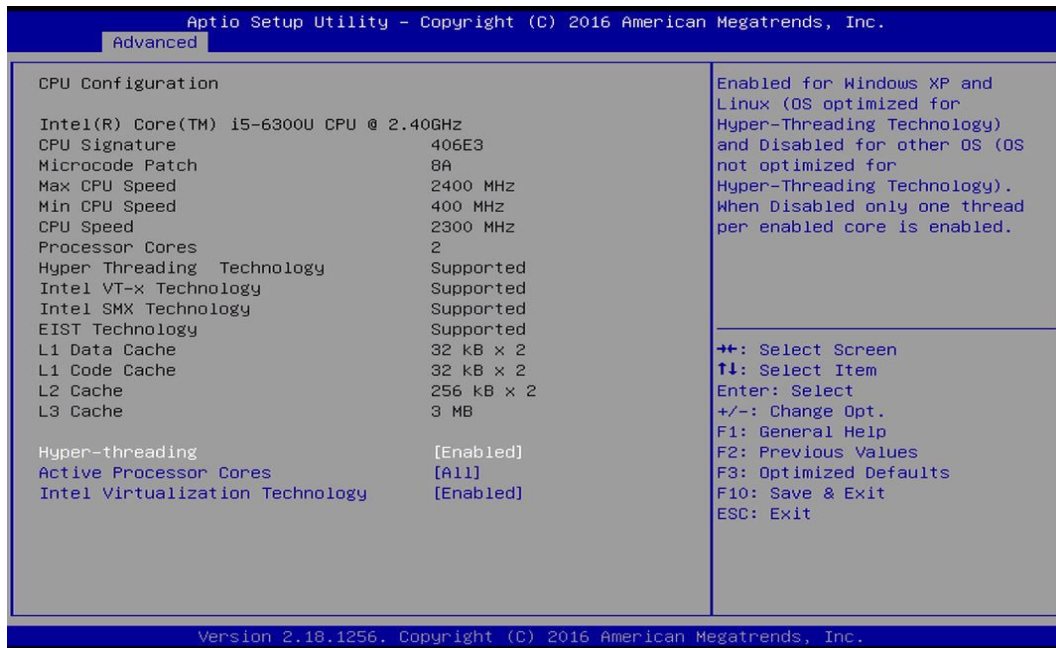 Aptio Setup Utility – Copyright (C) 2016 American Megatrends, Inc.
Advanced
CPU Configuration
Intel(R) Core(TM) i5-6300U CPU @ 2.40GHz
CPU Signature 406E3
Microcode Patch 8A
Max CPU Speed 2400 MHz
Min CPU Speed 400 MHz
CPU Speed 2300 MHz
Processor Cores 2
Hyper Threading Technology Supported
Intel VT-x Technology Supported
Intel SMX Technology Supported
EIST Technology Supported
L1 Data Cache 32 kB x 2
L1 Code Cache 32 kB x 2
L2 Cache 256 kB x 2
L3 Cache 3 MB
Hyper-threading [Enabled]
Active Processor Cores [All]
Intel Virtualization Technology [Enabled]
Enabled for Windows XP and
Linux (OS optimized for
Hyper-Threading Technology)
and Disabled for other OS (OS
not optimized for
Hyper-Threading Technology).
When Disabled only one thread
per enabled core is enabled.
→←: Select Screen
↑↓: Select Item
Enter: Select
+/-: Change Opt.
F1: General Help
F2: Previous Values
F3: Optimized Defaults
F10: Save & Exit
ESC: Exit
Version 2.18.1256. Copyright (C) 2016 American Megatrends, Inc.